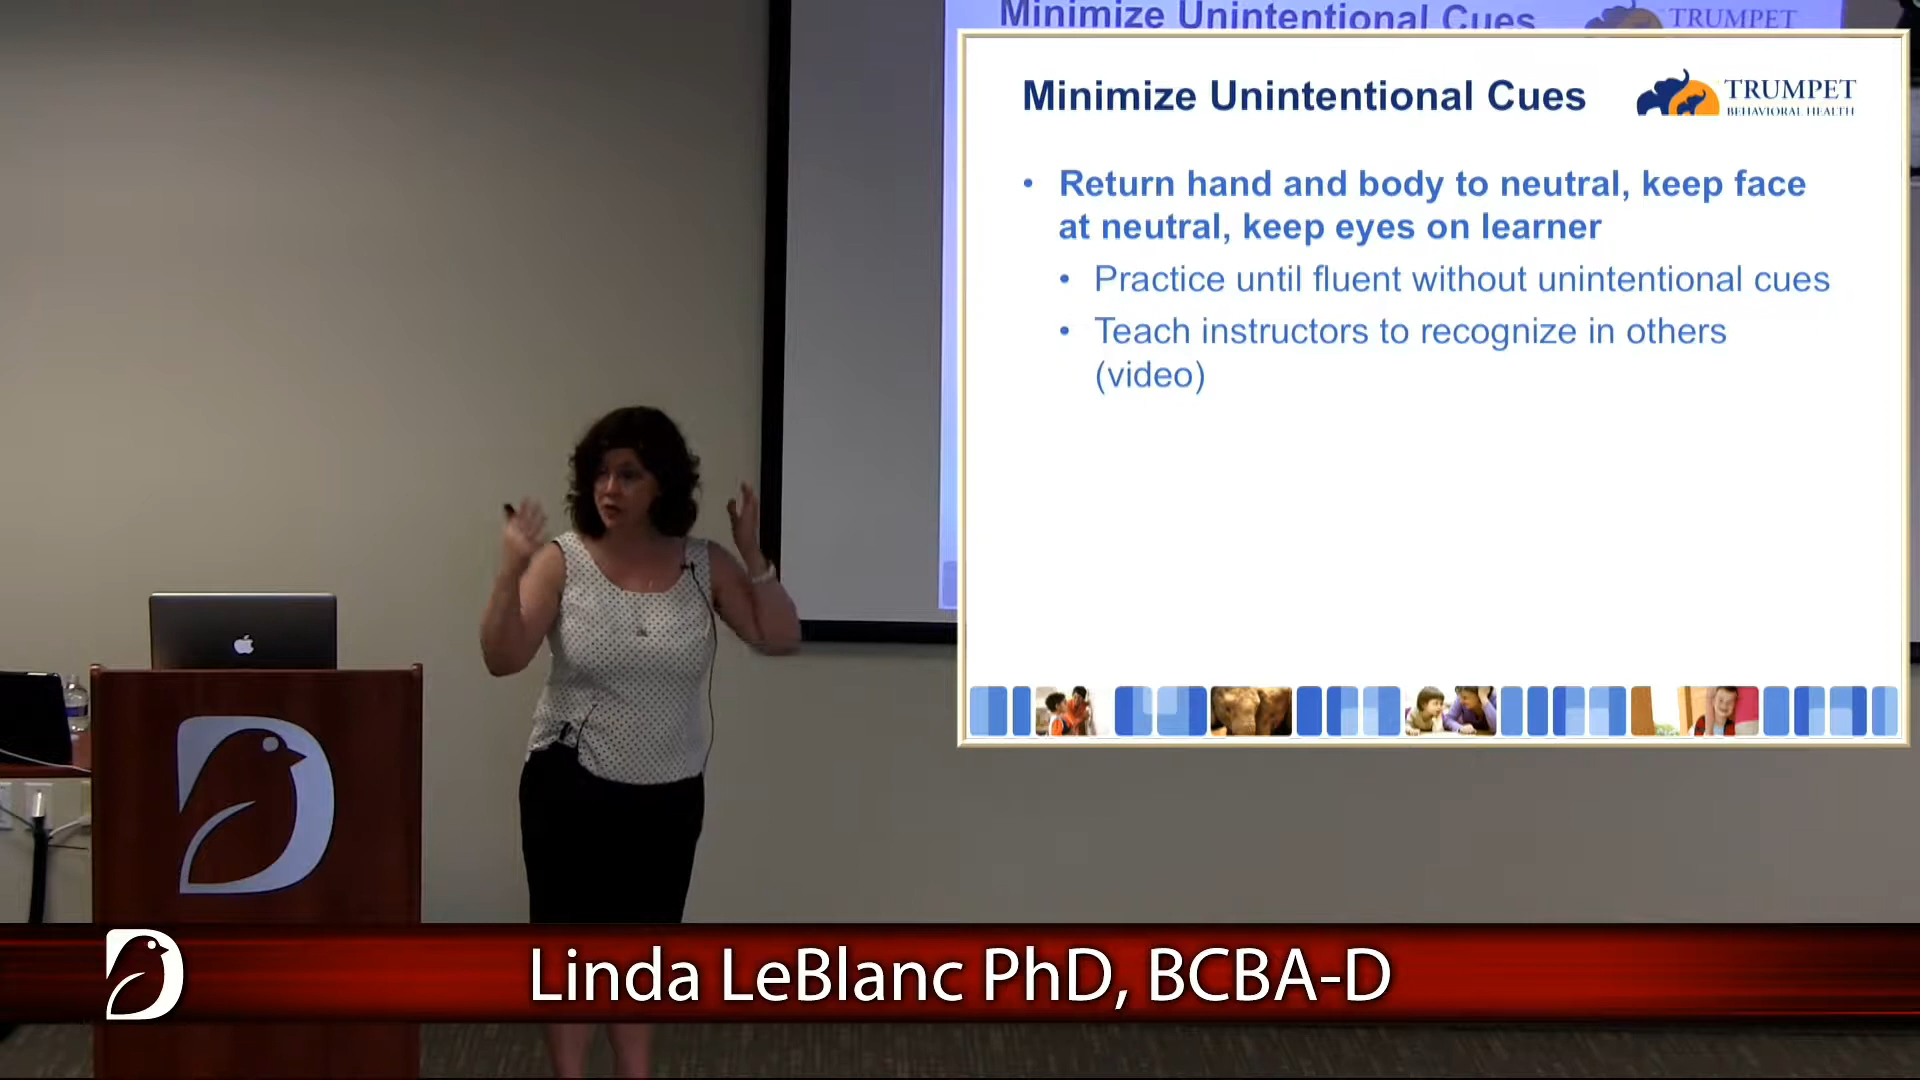 Minimize Unintentional Cues
TRUMPET
Minimize Unintentional Cues
TRUMPET
BEHAVIORAL HEALTH
• Return hand and body to neutral, keep face
at neutral, keep eyes on learner
• Practice until fluent without unintentional cues
• Teach instructors to recognize in others
(video)
Linda LeBlanc PhD, BCBA-D